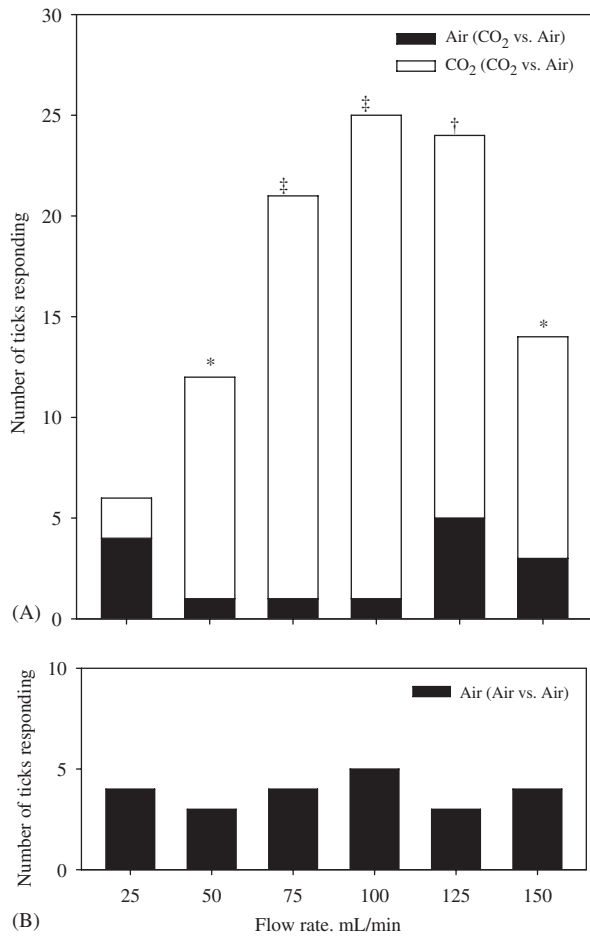 30
Air (CO₂ vs. Air)
CO₂ (CO₂ vs. Air)
‡
†
25
‡
20
Number of ticks responding
15
*
*
10
5
(A)
0
10
Air (Air vs. Air)
Number of ticks responding
5
0
25 50 75 100 125 150
(B)
Flow rate. mL/min